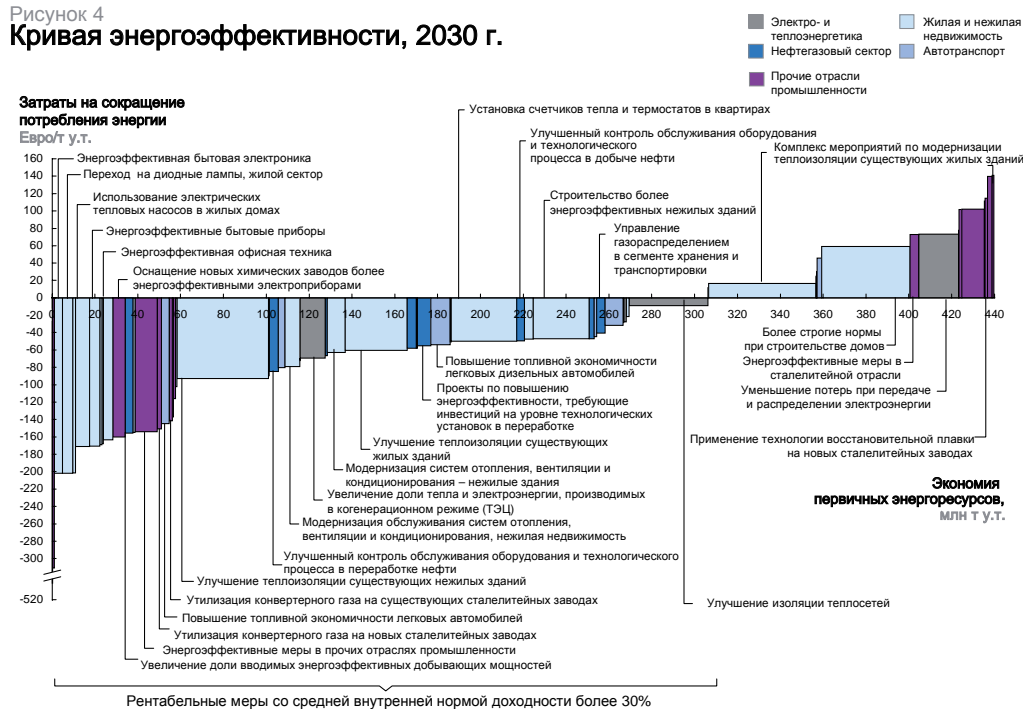 Рисунок 4
Кривая энергоэффективности, 2030 г.
Электро- и
теплоэнергетика
Нефтегазовый сектор
Прочие отрасли
промышленности
Жилая и нежилая
недвижимость
Автотранспорт
Затраты на сокращение
потребления энергии
Евро/т у.т.
160
140
120
100
80
60
40
20
0
-20
-40
-60
-80
-100
-120
-140
-160
-180
-200
-220
-240
-260
-280
-300
-520
Энергоэффективная бытовая электроника
Переход на диодные лампы, жилой сектор
Использование электрических
тепловых насосов в жилых домах
Энергоэффективные бытовые приборы
Энергоэффективная офисная техника
Оснащение новых химических заводов более
эффективными электроприборами
Установка счетчиков тепла и термостатов в квартирах
Улучшенный контроль обслуживания оборудования
и технологического
процесса в добыче нефти
Строительство более
энергоэффективных нежилых зданий
Управление
газораспределением
в сегменте хранения и
транспортировки
Комплекс мероприятий по модернизации
теплоизоляции существующих жилых зданий
20 40 60 80 100 120 140 160 180 200 220 240 260 280 300 320 340 360 380 400 420 440
Более строгие нормы
при строительстве домов
Энергоэффективные меры в
сталелитейной отрасли
Уменьшение потерь при передаче
и распределении электроэнергии
Применение технологии восстановительной плавки
на новых сталелитейных заводах
Экономия
первичных энергоресурсов,
млн т у.т.
Повышение топливной экономичности
легковых дизельных автомобилей
Проекты по повышению
энергоэффективности, требующие
инвестиций на уровне технологических
установок в переработке
Улучшение теплоизоляции существующих
жилых зданий
Модернизация систем отопления, вентиляции и
кондиционирования – нежилые здания
Увеличение доли тепла и электроэнергии, производимых
в когенерационном режиме (ТЭЦ)
Модернизация обслуживания систем отопления,
вентиляции и кондиционирования, нежилая недвижимость
Улучшенный контроль обслуживания оборудования и технологического
процесса в переработке нефти
Улучшение теплоизоляции существующих нежилых зданий
Утилизация конвертерного газа на существующих сталелитейных заводах
Улучшение изоляции теплосетей
Повышение топливной экономичности легковых автомобилей
Утилизация конвертерного газа на новых сталелитейных заводах
Энергоэффективные меры в прочих отраслях промышленности
Увеличение доли вводимых энергоэффективных добывающих мощностей
Рентабельные меры со средней внутренней нормой доходности более 30%